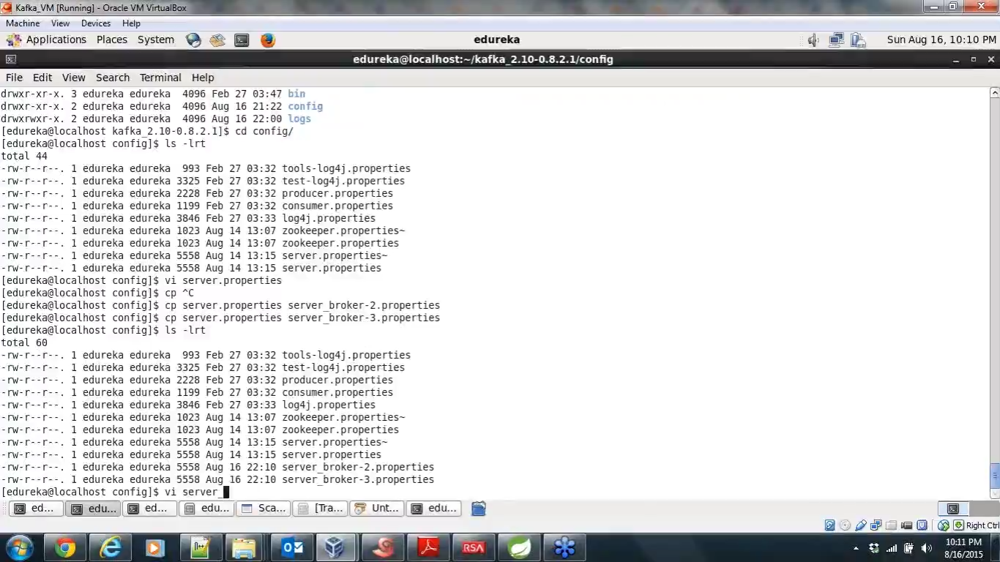 Kafka_VM [Running] - Oracle VM VirtualBox
Machine View Devices Help
Applications Places System edureka Sun Aug 16, 10:10 PM
edureka@localhost:~/kafka_2.10-0.8.2.1/config
File Edit View Search Terminal Help
drwxr-xr-x. 3 edureka edureka  4096 Feb 27 03:47 bin
drwxr-xr-x. 2 edureka edureka  4096 Aug 16 21:22 config
drwxrwxr-x. 2 edureka edureka  4096 Aug 16 22:00 logs
[edureka@localhost kafka_2.10-0.8.2.1]$ cd config/
[edureka@localhost config]$ ls -lrt
total 44
-rw-r--r--. 1 edureka edureka  993 Feb 27 03:32 tools-log4j.properties
-rw-r--r--. 1 edureka edureka 3325 Feb 27 03:32 test-log4j.properties
-rw-r--r--. 1 edureka edureka 2228 Feb 27 03:32 producer.properties
-rw-r--r--. 1 edureka edureka 1199 Feb 27 03:32 consumer.properties
-rw-r--r--. 1 edureka edureka 3846 Feb 27 03:33 log4j.properties
-rw-r--r--. 1 edureka edureka 1023 Aug 14 13:07 zookeeper.properties~
-rw-r--r--. 1 edureka edureka 1023 Aug 14 13:07 zookeeper.properties
-rw-r--r--. 1 edureka edureka 5558 Aug 14 13:15 server.properties~
-rw-r--r--. 1 edureka edureka 5558 Aug 14 13:15 server.properties
[edureka@localhost config]$ vi server.properties
[edureka@localhost config]$ cp ^C
[edureka@localhost config]$ cp server.properties server_broker-2.properties
[edureka@localhost config]$ cp server.properties server_broker-3.properties
[edureka@localhost config]$ ls -lrt
total 60
-rw-r--r--. 1 edureka edureka  993 Feb 27 03:32 tools-log4j.properties
-rw-r--r--. 1 edureka edureka 3325 Feb 27 03:32 test-log4j.properties
-rw-r--r--. 1 edureka edureka 2228 Feb 27 03:32 producer.properties
-rw-r--r--. 1 edureka edureka 1199 Feb 27 03:32 consumer.properties
-rw-r--r--. 1 edureka edureka 3846 Feb 27 03:33 log4j.properties
-rw-r--r--. 1 edureka edureka 1023 Aug 14 13:07 zookeeper.properties~
-rw-r--r--. 1 edureka edureka 1023 Aug 14 13:07 zookeeper.properties
-rw-r--r--. 1 edureka edureka 5558 Aug 14 13:15 server.properties~
-rw-r--r--. 1 edureka edureka 5558 Aug 14 13:15 server.properties
-rw-r--r--. 1 edureka edureka 5558 Aug 16 22:10 server_broker-2.properties
-rw-r--r--. 1 edureka edureka 5558 Aug 16 22:10 server_broker-3.properties
[edureka@localhost config]$ vi server_
ed... edu... ed... edu... Sca... [Tra... Unt... edu...
Right Ctrl
RSA
10:11 PM
8/16/2015